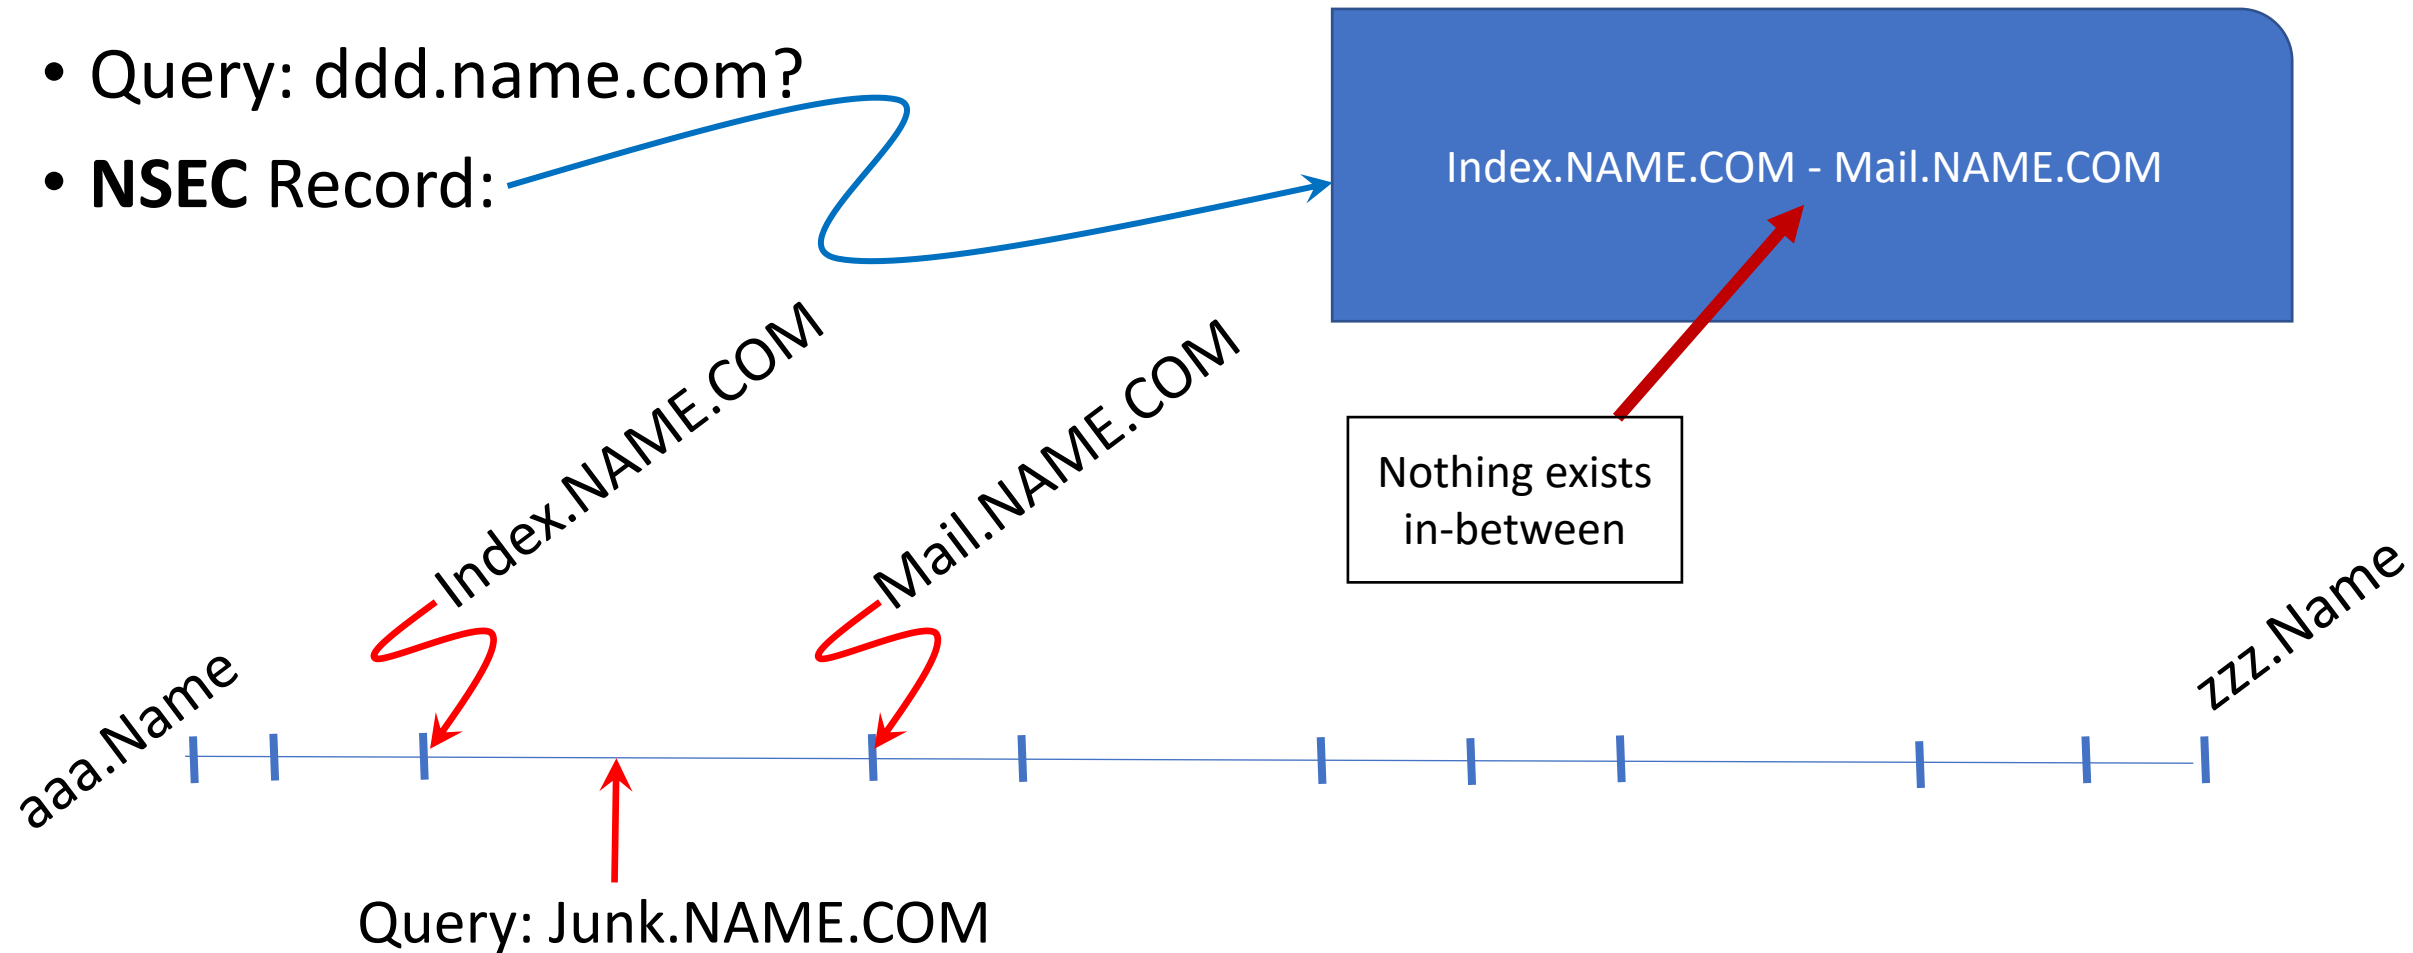 • Query: ddd.name.com?
• NSEC Record:
Index.NAME.COM - Mail.NAME.COM
Index.NAME.COM
Mail.NAME.COM
Nothing exists
in-between
aaa.Name
zzz.Name
Query: Junk.NAME.COM